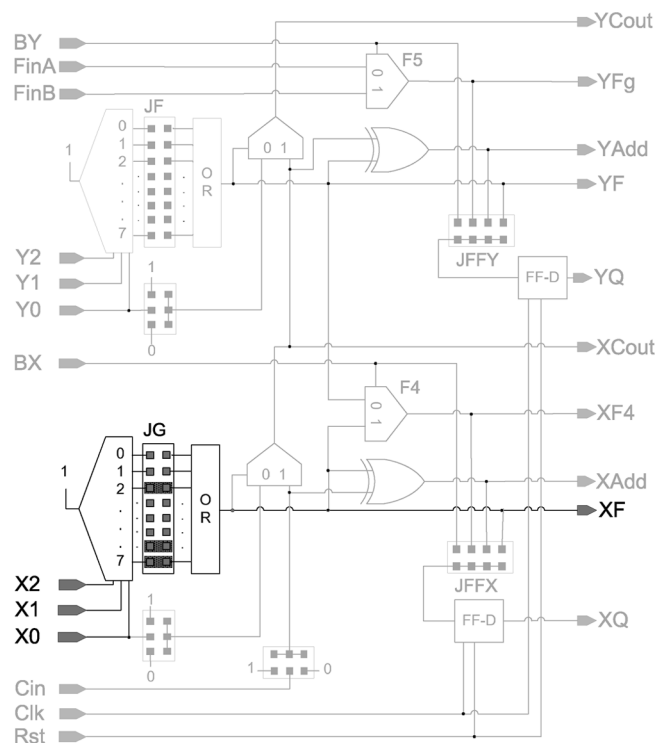 YCout
BY
FinA
F5
YFg
FinB
JF
0
1
0
1
1
2
O
R
0 1
YAdd
YF
7
Y2
JFFY
Y1
1
FF-D
YQ
Y0
0
XCout
BX
F4
0
1
XF4
JG
0
1
1
2
O
R
0 1
XAdd
XF
7
X2
JFFX
X1
1
X0
FF-D
XQ
0
1
0
Cin
Clk
Rst